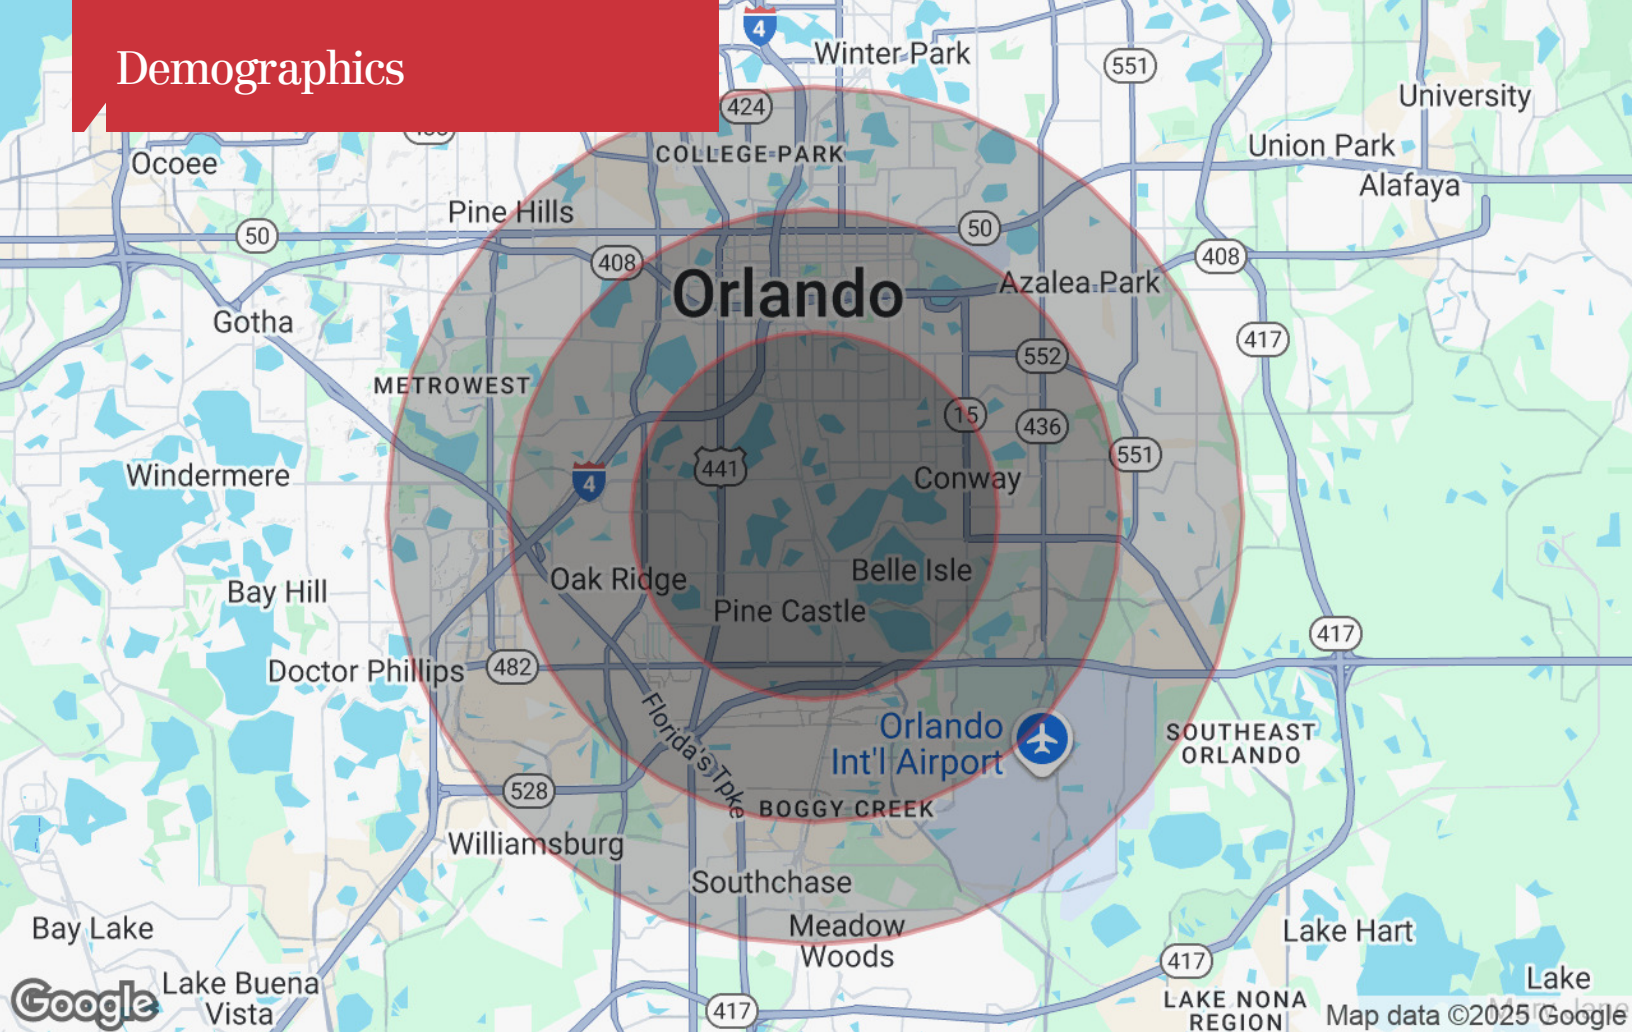 Demographics
4
Winter Park
551
424
University
COLLEGE PARK
Union Park
Ocoee
Alafaya
Pine Hills
50
50
408
408
Azalea Park
Orlando
Gotha
417
552
METROWEST
15
436
441
551
Windermere
4
Conway
Oak Ridge
Belle Isle
Bay Hill
Pine Castle
417
Doctor Phillips
482
Florida's Tpke
Orlando
Int'l Airport
SOUTHEAST
ORLANDO
528
BOGGY CREEK
Williamsburg
Southchase
Bay Lake
Meadow
Woods
Lake Hart
417
Lake Buena
Vista
Lake
Google
417
LAKE NONA
REGION
Map data ©2025 Google